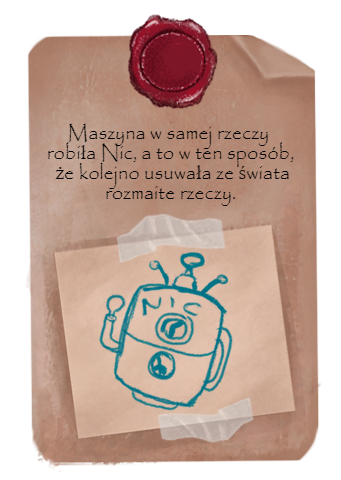 Maszyna w samej rzeczy
robiła Nic, a to w ten sposób,
że kolejno usuwała ze świata
rozmaite rzeczy.
NIC